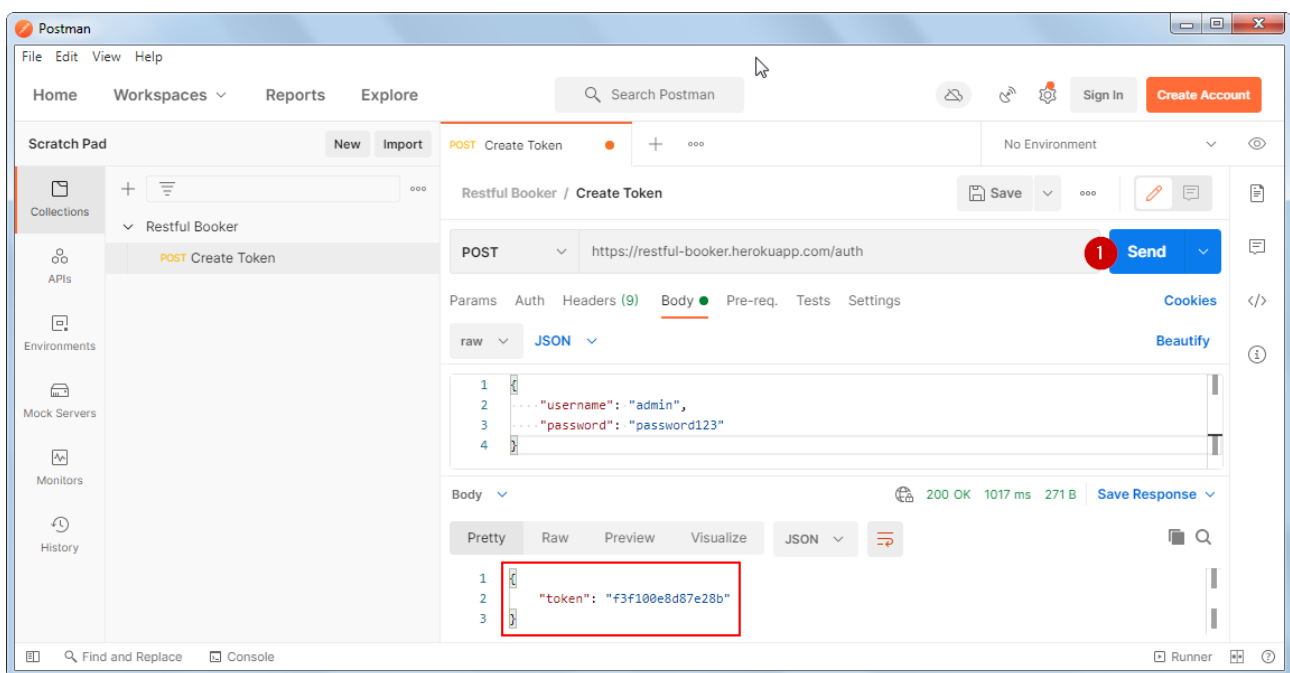 Postman
File Edit View Help
Home Workspaces Reports Explore Search Postman Sign In Create Account
Scratch Pad New Import POST Create Token No Environment
Collections
Restful Booker / Create Token Save
Restful Booker
POST Create Token
POST https://restful-booker.herokuapp.com/auth 1 Send
APIs
Params Auth Headers (9) Body Pre-req. Tests Settings Cookies
Environments
raw JSON Beautify
Mock Servers
1 {
2 ····"username":·"admin",
3 ····"password":·"password123"
4 }
Monitors
Body 200 OK 1017 ms 271 B Save Response
History
Pretty Raw Preview Visualize JSON
1 {
2 "token": "f3f100e8d87e28b"
3 }
Find and Replace Console Runner